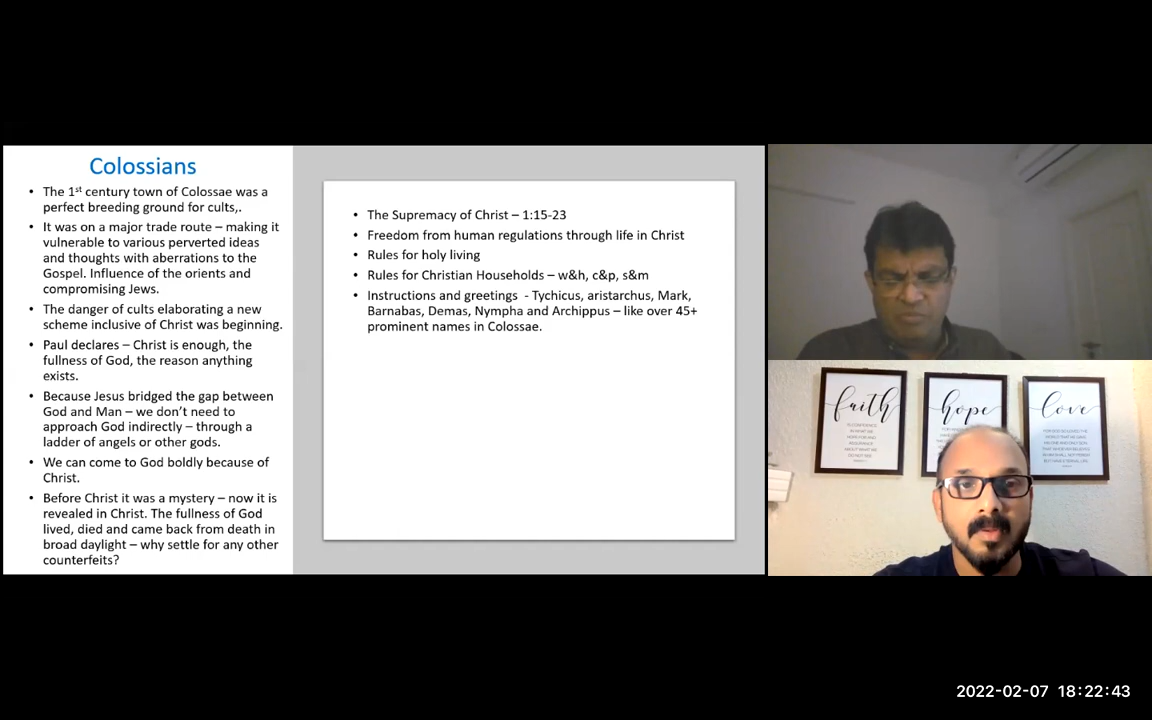 Colossians
• The 1st century town of Colossae was a
perfect breeding ground for cults,.
• It was on a major trade route – making it
vulnerable to various perverted ideas
and thoughts with aberrations to the
Gospel. Influence of the orients and
compromising Jews.
• The danger of cults elaborating a new
scheme inclusive of Christ was beginning.
• Paul declares – Christ is enough, the
fullness of God, the reason anything
exists.
• Because Jesus bridged the gap between
God and Man – we don't need to
approach God indirectly – through a
ladder of angels or other gods.
• We can come to God boldly because of
Christ.
• Before Christ it was a mystery – now it is
revealed in Christ. The fullness of God
lived, died and came back from death in
broad daylight – why settle for any other
counterfeits?
• The Supremacy of Christ – 1:15-23
• Freedom from human regulations through life in Christ
• Rules for holy living
• Rules for Christian Households – w&h, c&p, s&m
• Instructions and greetings - Tychicus, aristarchus, Mark,
Barnabas, Demas, Nympha and Archippus – like over 45+
prominent names in Colossae.
faith
hope
love
2022-02-07 18:22:43